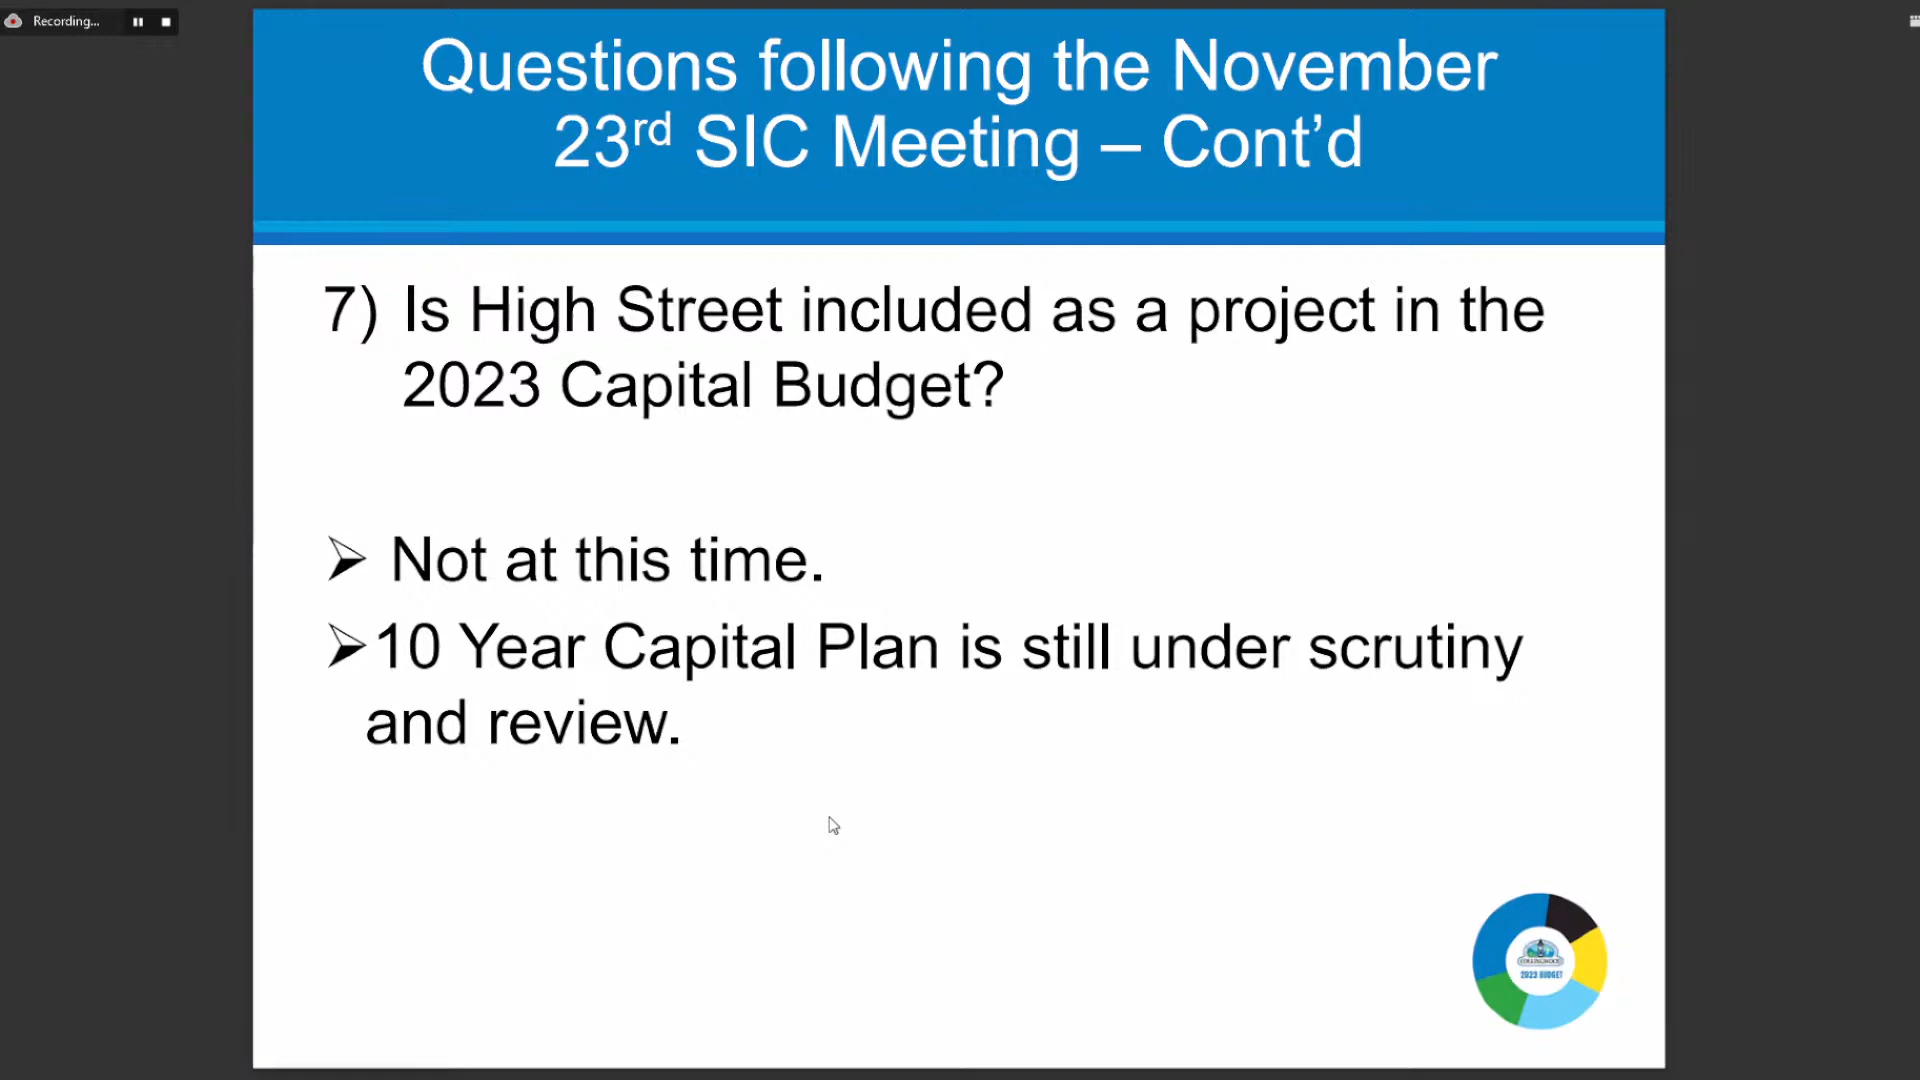 Recording...
Questions following the November
23rd SIC Meeting – Cont’d
7) Is High Street included as a project in the
2023 Capital Budget?
➢ Not at this time.
➢10 Year Capital Plan is still under scrutiny
and review.
COLLINGWOOD
2023 BUDGET